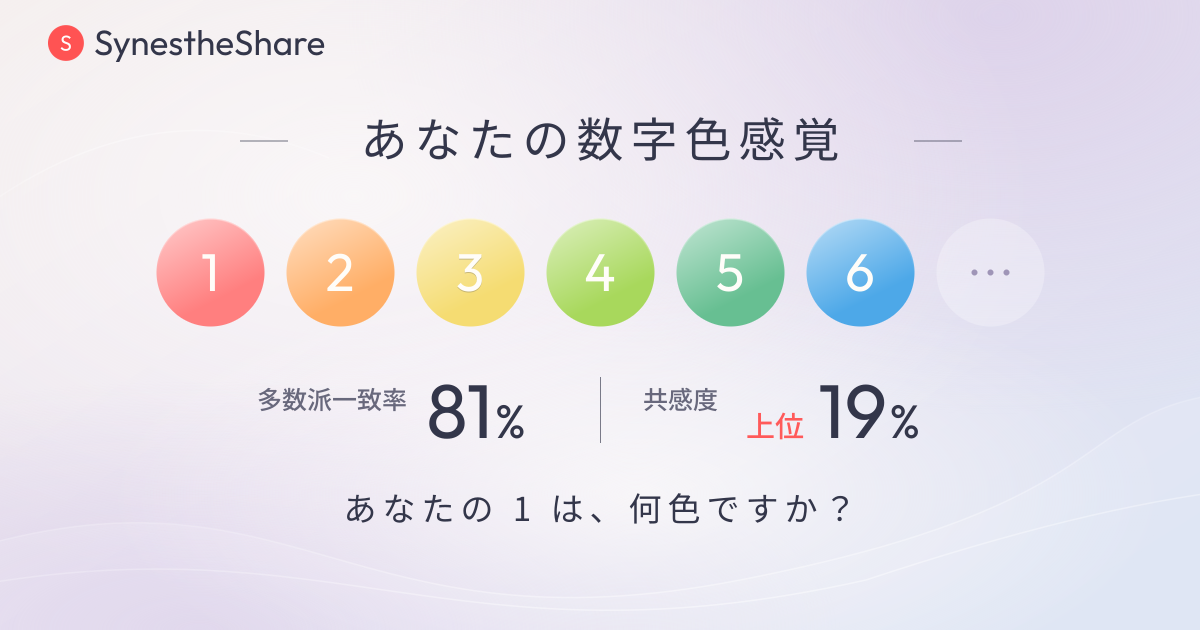 S SynestheShare
あなたの数字色感覚
1 2 3 4 5 6 ...
多数派一致率 81% 共感度 上位 19%
あなたの 1 は、何色ですか？